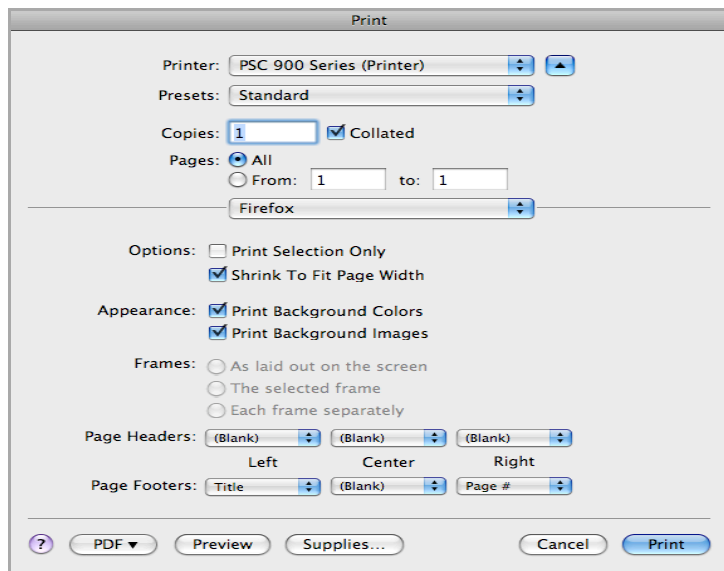 Print
Printer: PSC 900 Series (Printer)
Presets: Standard
Copies: 1 Collated
Pages: All
From: 1 to: 1
Firefox
Options: Print Selection Only
Shrink To Fit Page Width
Appearance: Print Background Colors
Print Background Images
Frames: As laid out on the screen
The selected frame
Each frame separately
Page Headers: (Blank) (Blank) (Blank)
Left Center Right
Page Footers: Title (Blank) Page #
? PDF ▼ Preview Supplies... Cancel Print